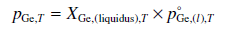 p_{Ge,T} = X_{Ge,(liquidus),T} × p°_{Ge,(l),T}